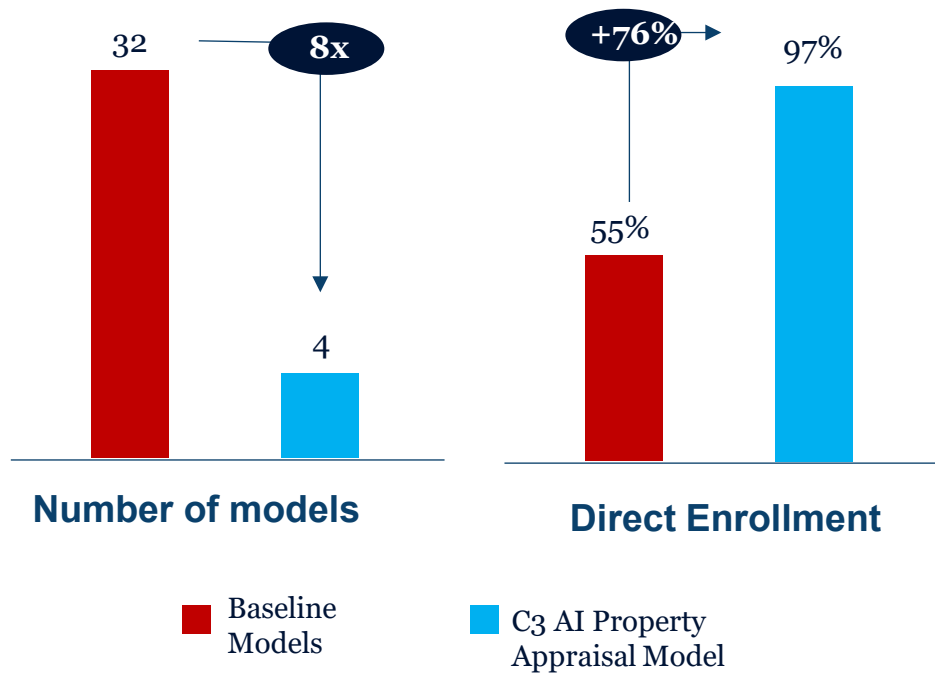 32
8x
4
Number of models
+76%
97%
55%
Direct Enrollment
Baseline
Models
C3 AI Property
Appraisal Model